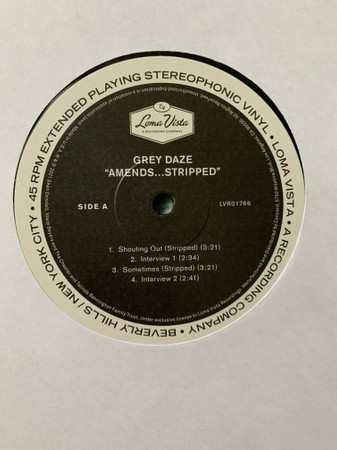 45 RPM EXTENDED PLAYING STEREOPHONIC VINYL • LOMA VISTA • A RECORDING COMPANY • BEVERLY HILLS / NEW YORK CITY •
Loma Vista
A RECORDING COMPANY
GREY DAZE
"AMENDS...STRIPPED"
SIDE A
LVR01766
1. Shouting Out (Stripped) (3:21)
2. Interview 1 (2:34)
3. Sometimes (Stripped) (3:21)
4. Interview 2 (2:41)